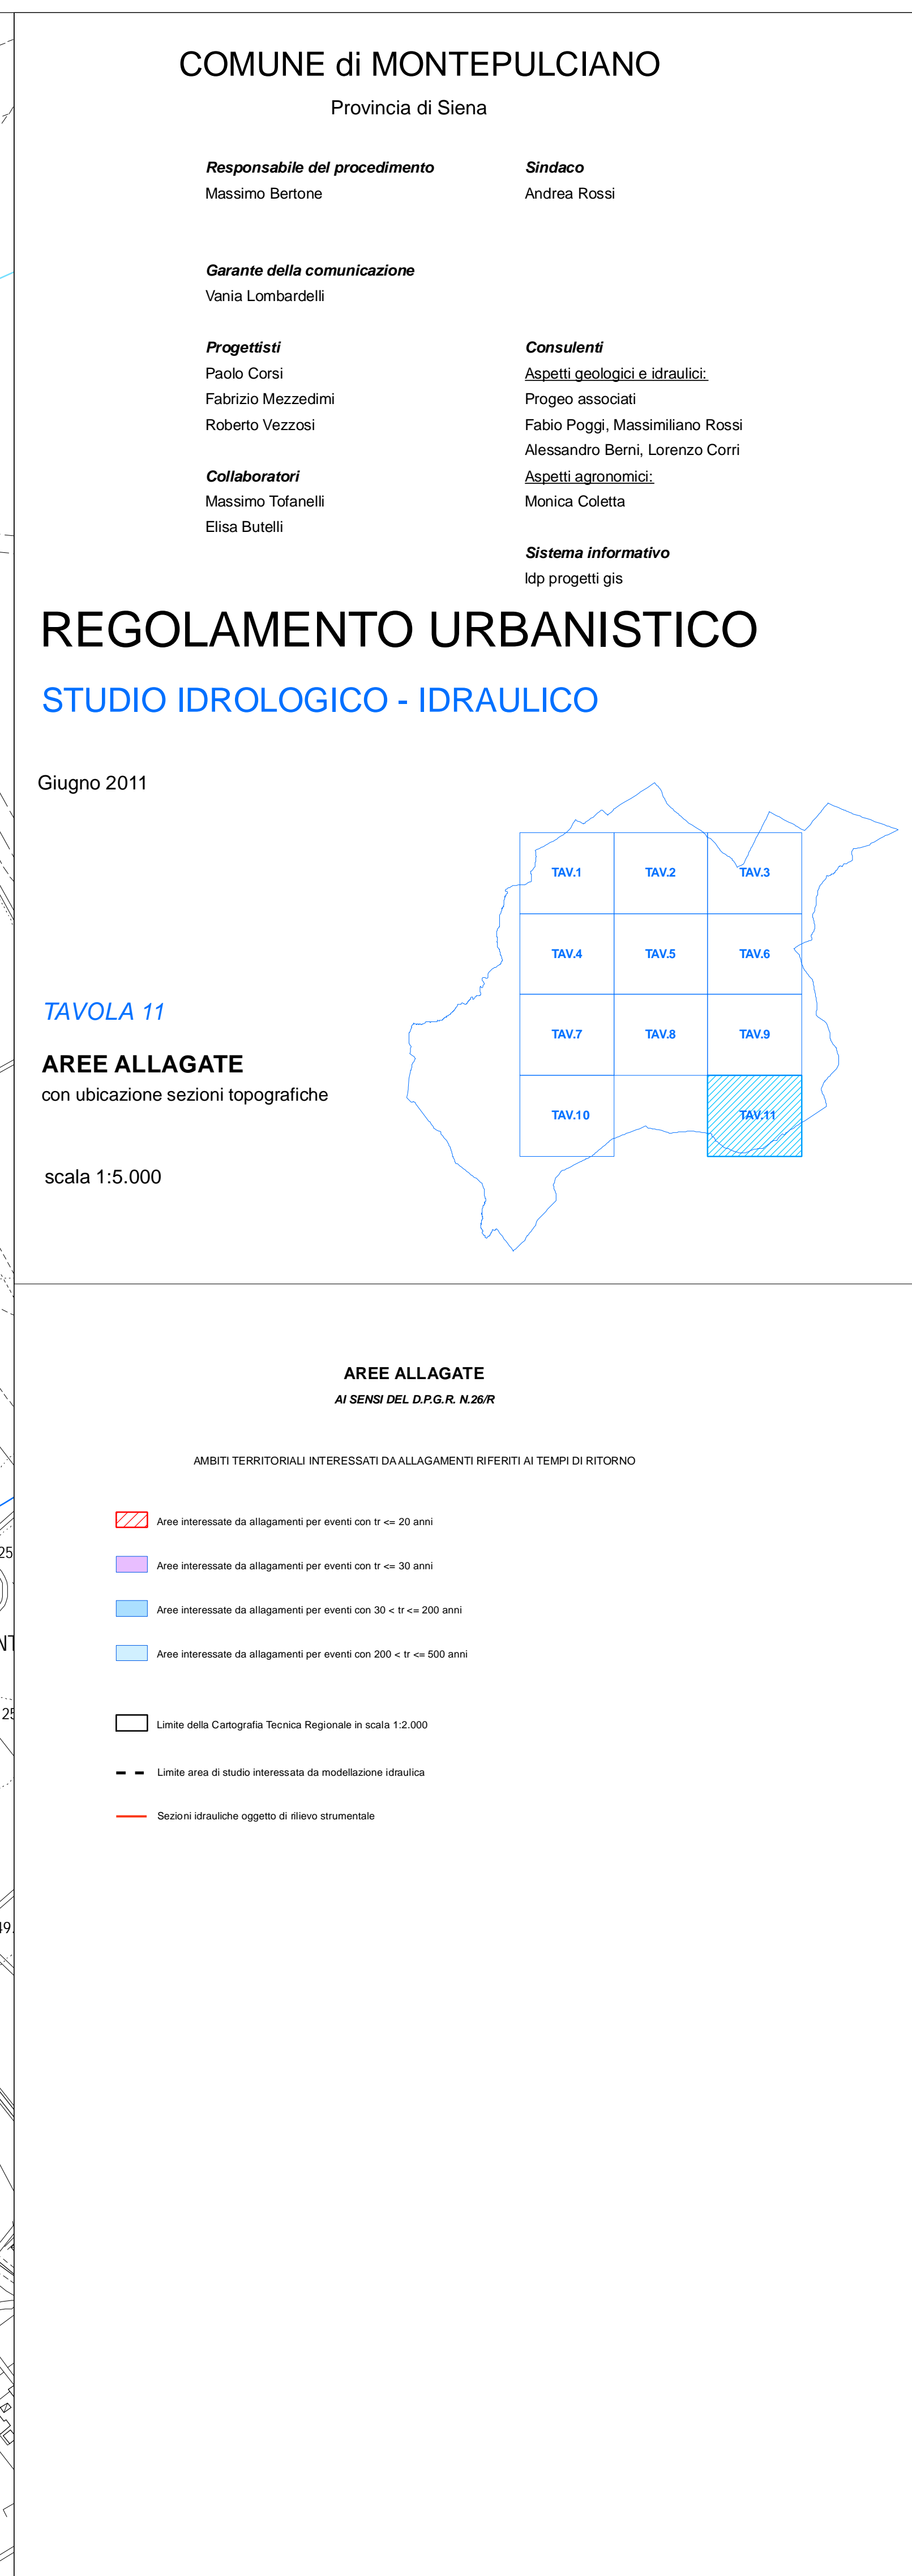 COMUNE di MONTEPULCIANO
Provincia di Siena
Responsabile del procedimento
Massimo Bertone
Sindaco
Andrea Rossi
Garante della comunicazione
Vania Lombardelli
Progettisti
Paolo Corsi
Fabrizio Mezzedimi
Roberto Vezzosi
Collaboratori
Massimo Tofanelli
Elisa Butelli
Consulenti
Aspetti geologici e idraulici:
Progeo associati
Fabio Poggi, Massimiliano Rossi
Alessandro Berni, Lorenzo Corri
Aspetti agronomici:
Monica Coletta
Sistema informativo
ldp progetti gis
REGOLAMENTO URBANISTICO
STUDIO IDROLOGICO - IDRAULICO
Giugno 2011
TAV.1 TAV.2 TAV.3
TAV.4 TAV.5 TAV.6
TAV.7 TAV.8 TAV.9
TAV.10 TAV.11
TAVOLA 11
AREE ALLAGATE
con ubicazione sezioni topografiche
scala 1:5.000
AREE ALLAGATE
AI SENSI DEL D.P.G.R. N.26/R
AMBITI TERRITORIALI INTERESSATI DA ALLAGAMENTI RIFERITI AI TEMPI DI RITORNO
Aree interessate da allagamenti per eventi con tr <= 20 anni
Aree interessate da allagamenti per eventi con tr <= 30 anni
Aree interessate da allagamenti per eventi con 30 < tr <= 200 anni
Aree interessate da allagamenti per eventi con 200 < tr <= 500 anni
Limite della Cartografia Tecnica Regionale in scala 1:2.000
Limite area di studio interessata da modellazione idraulica
Sezioni idrauliche oggetto di rilievo strumentale